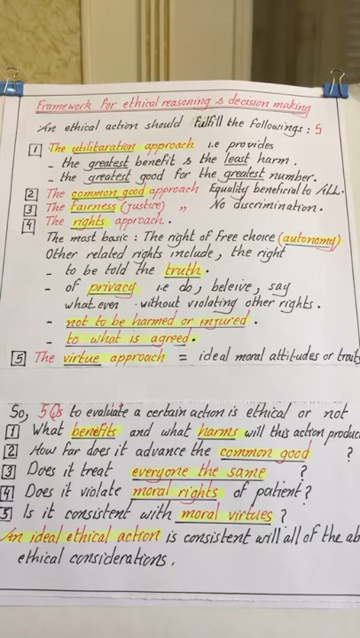 Framework for ethical reasoning & decision making
An ethical action should fulfill the followings : 5
1 The utilitarian approach i.e provides
- the greatest benefit & the least harm.
- the greatest good for the greatest number.
2 The common good approach Equality beneficial to ALL.
3 The Fairness (justice) " No discrimination.
4 The rights approach.
The most basic : The right of free choice (autonomy)
Other related rights include, the right
- to be told the truth.
- of privacy i.e do, beleive, say
what ever without violating other rights.
- not to be harmed or injured.
- to what is agreed.
5 The virtue approach = ideal moral attitudes or trait
So, 5 Qs to evaluate a certain action is ethical or not
1 What benefits and what harms will this action produc
2 How far does it advance the common good ?
3 Does it treat everyone the same ?
4 Does it violate moral rights of patient?
5 Is it consistent with moral virtues ?
An ideal ethical action is consistent will all of the ab
ethical considerations.